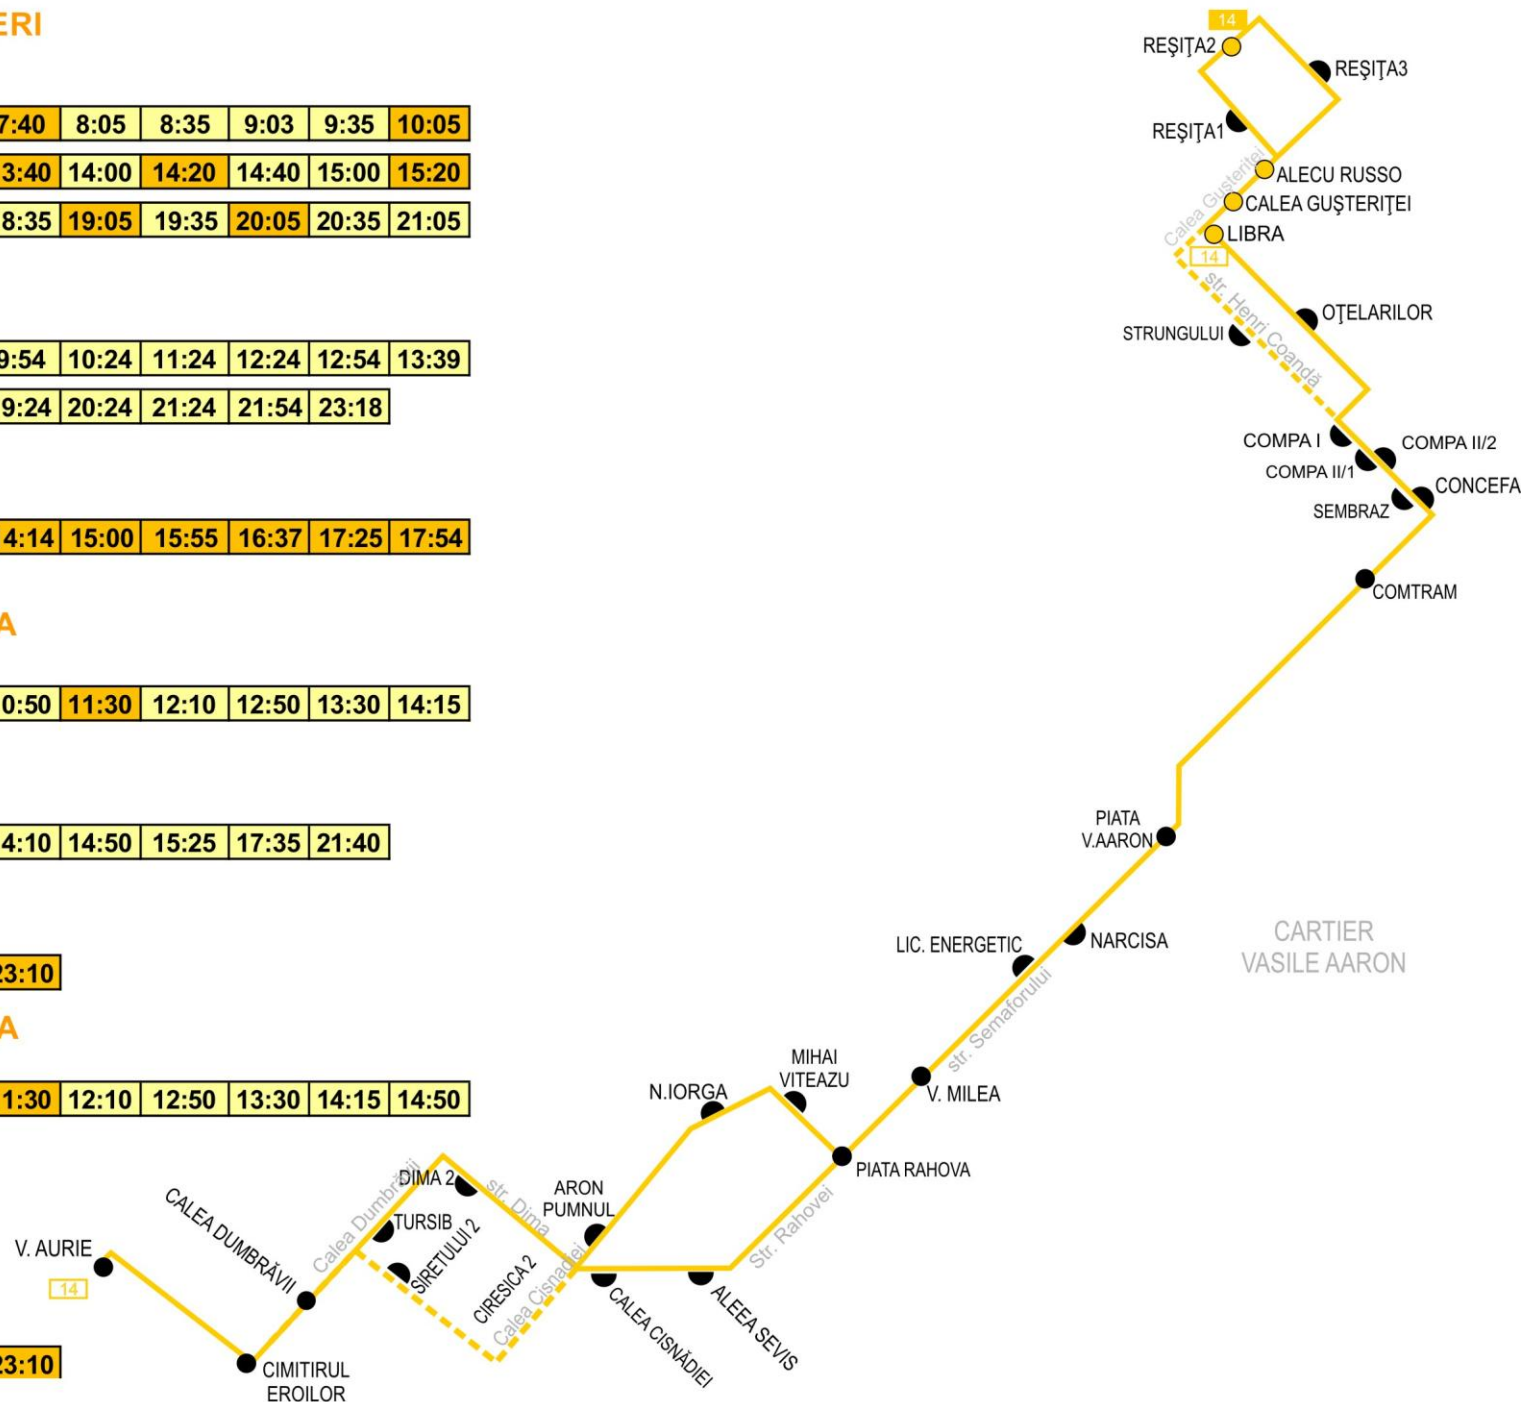 ERI
7:40 8:05 8:35 9:03 9:35 10:05
3:40 14:00 14:20 14:40 15:00 15:20
8:35 19:05 19:35 20:05 20:35 21:05
9:54 10:24 11:24 12:24 12:54 13:39
9:24 20:24 21:24 21:54 23:18
4:14 15:00 15:55 16:37 17:25 17:54
A
0:50 11:30 12:10 12:50 13:30 14:15
4:10 14:50 15:25 17:35 21:40
23:10
A
1:30 12:10 12:50 13:30 14:15 14:50
23:10
14
REŞIŢA2
REŞIŢA3
REŞIŢA1
ALECU RUSSO
Calea Guşteriţei
CALEA GUŞTERIŢEI
LIBRA
14
str. Henri Coandă
OŢELARILOR
STRUNGULUI
COMPA I
COMPA II/2
COMPA II/1
CONCEFA
SEMBRAZ
COMTRAM
PIATA
V.AARON
NARCISA
LIC. ENERGETIC
CARTIER
VASILE AARON
str. Semaforului
V. MILEA
MIHAI
VITEAZU
N.IORGA
PIATA RAHOVA
Str. Rahovei
ARON
PUMNUL
DIMA 2
str. Dima
Calea Dumbrăvii
TURSIB
SIRETULUI 2
CIRESICA 2
Calea Cisnadiei
CALEA CISNĂDIEI
ALEEA SEVIS
CALEA DUMBRĂVII
V. AURIE
14
CIMITIRUL
EROILOR